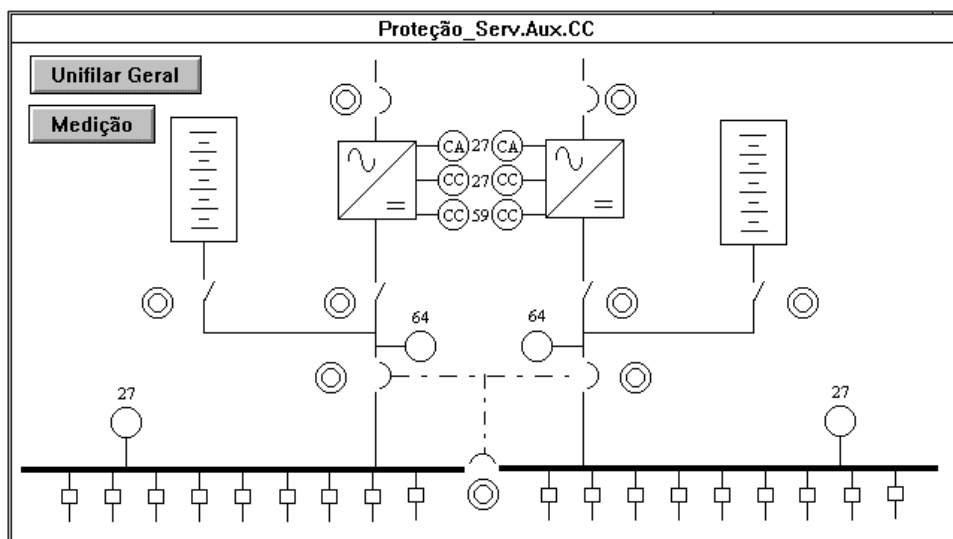 Proteção_Serv.Aux.CC
Unifilar Geral
Medição
CA 27 CA
CC 27 CC
CC 59 CC
64 64
27 27